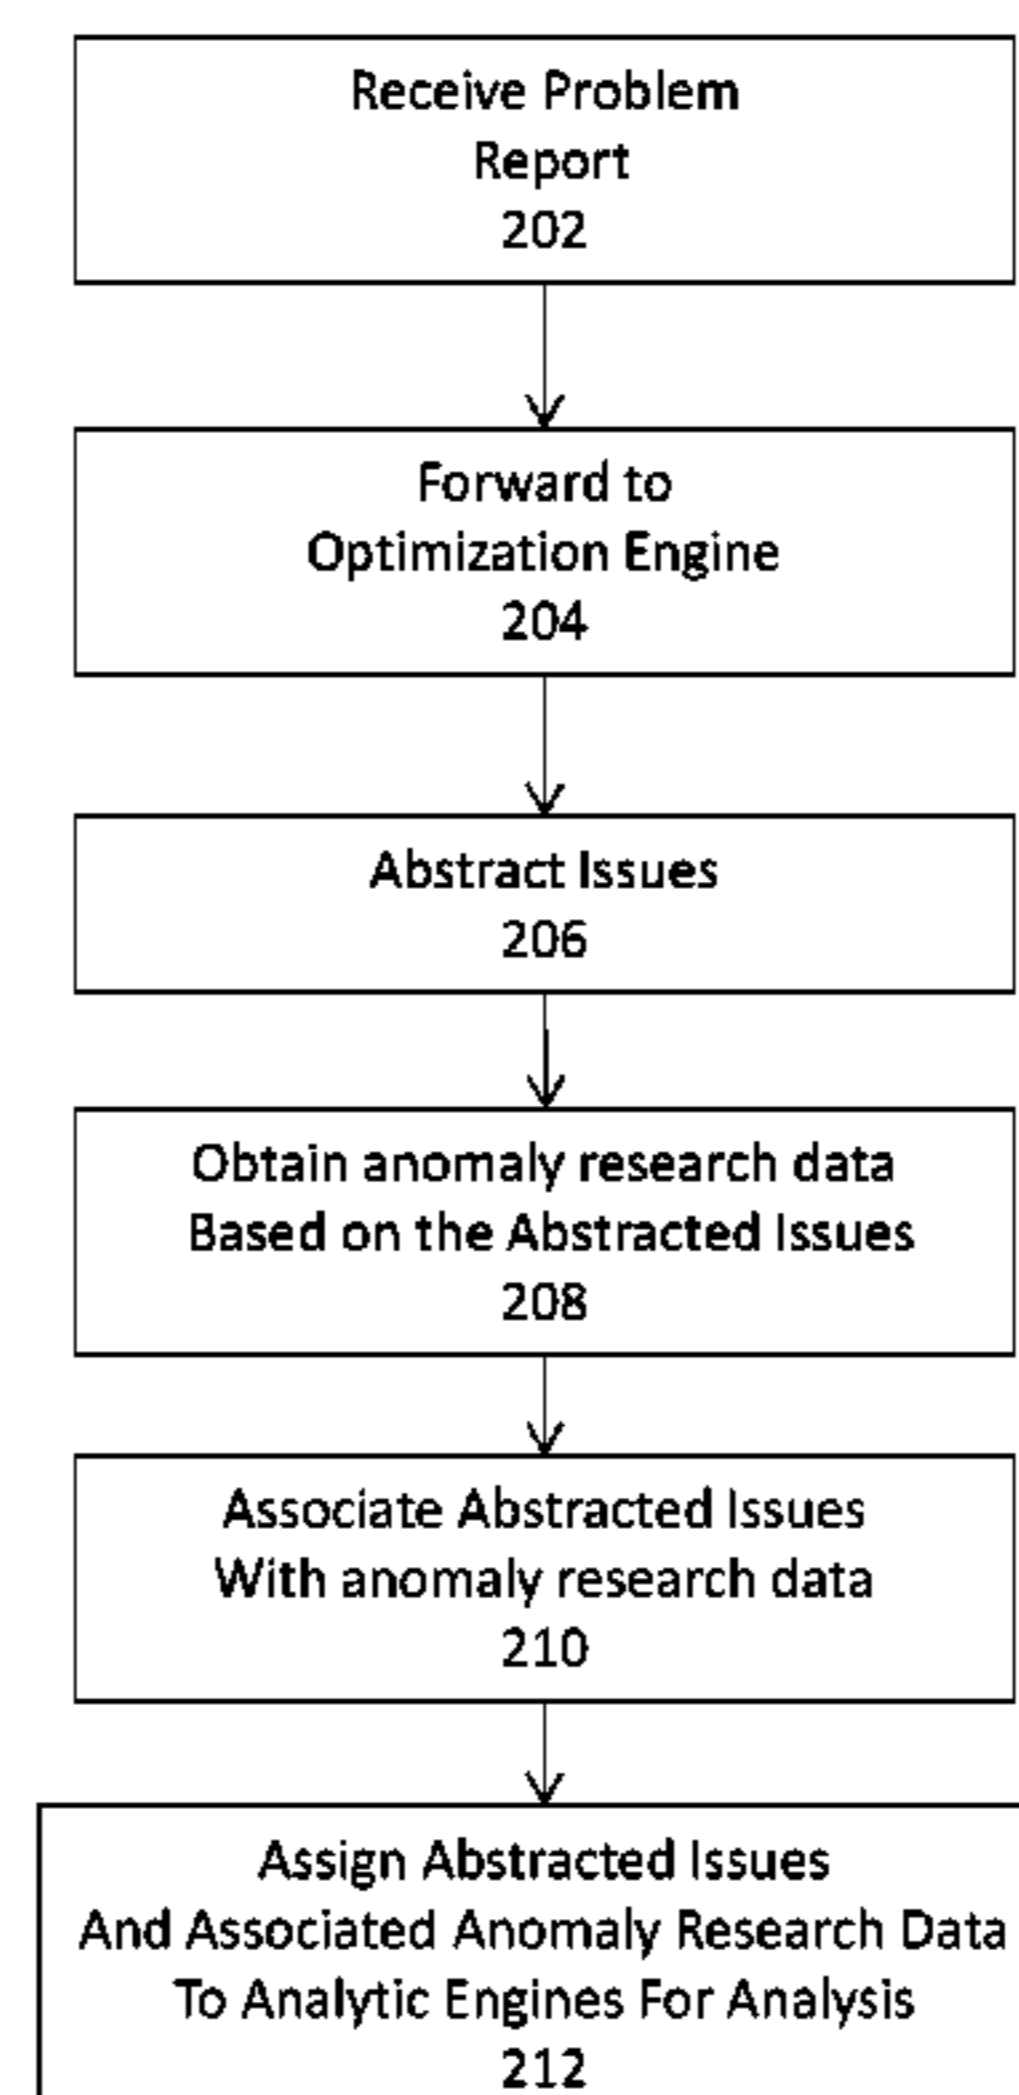 Receive Problem
Report
202
Forward to
Optimization Engine
204
Abstract Issues
206
Obtain anomaly research data
Based on the Abstracted Issues
208
Associate Abstracted Issues
With anomaly research data
210
Assign Abstracted Issues
And Associated Anomaly Research Data
To Analytic Engines For Analysis
212